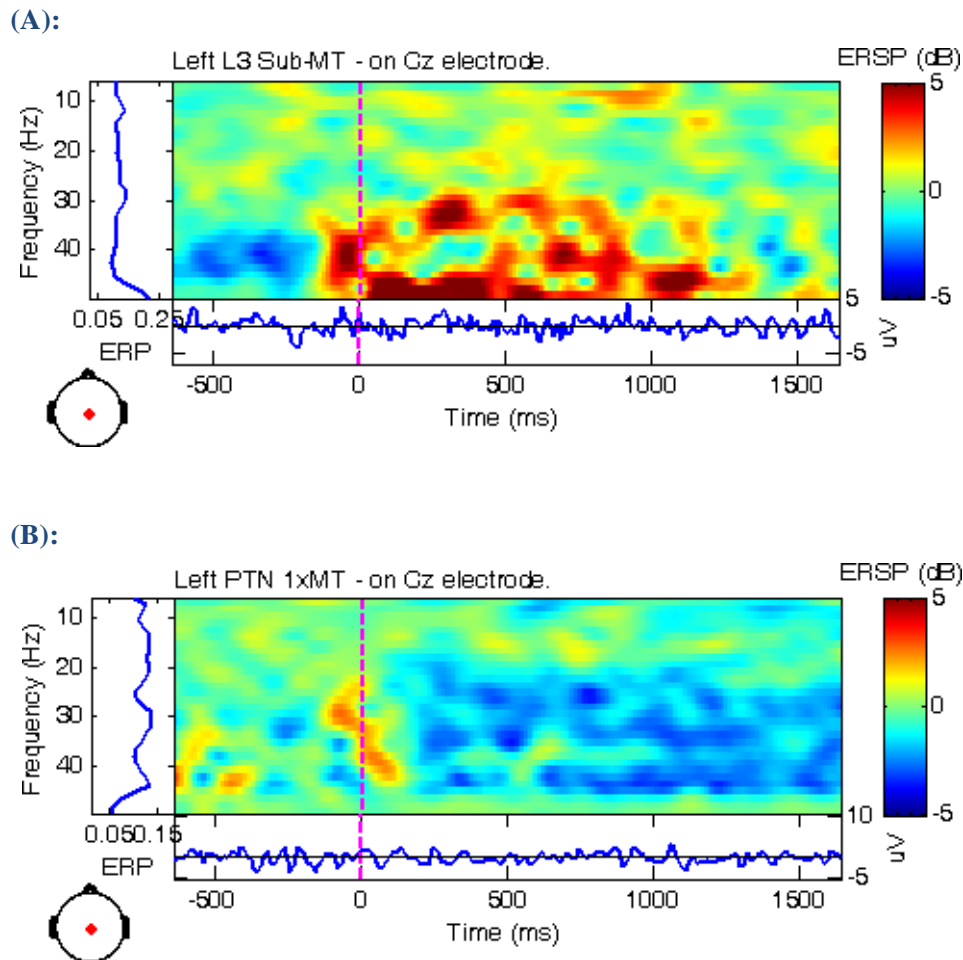 (A):
Left L3 Sub-MT - on Cz electrode.
ERSP (dB)
Frequency (Hz)
10
20
30
40
5
0
-5
0.05 0.25
ERP
5
-5
uV
-500 0 500 1000 1500
Time (ms)
(B):
Left PTN 1xMT - on Cz electrode.
ERSP (dB)
Frequency (Hz)
10
20
30
40
5
0
-5
0.05 0.15
ERP
10
-5
uV
-500 0 500 1000 1500
Time (ms)